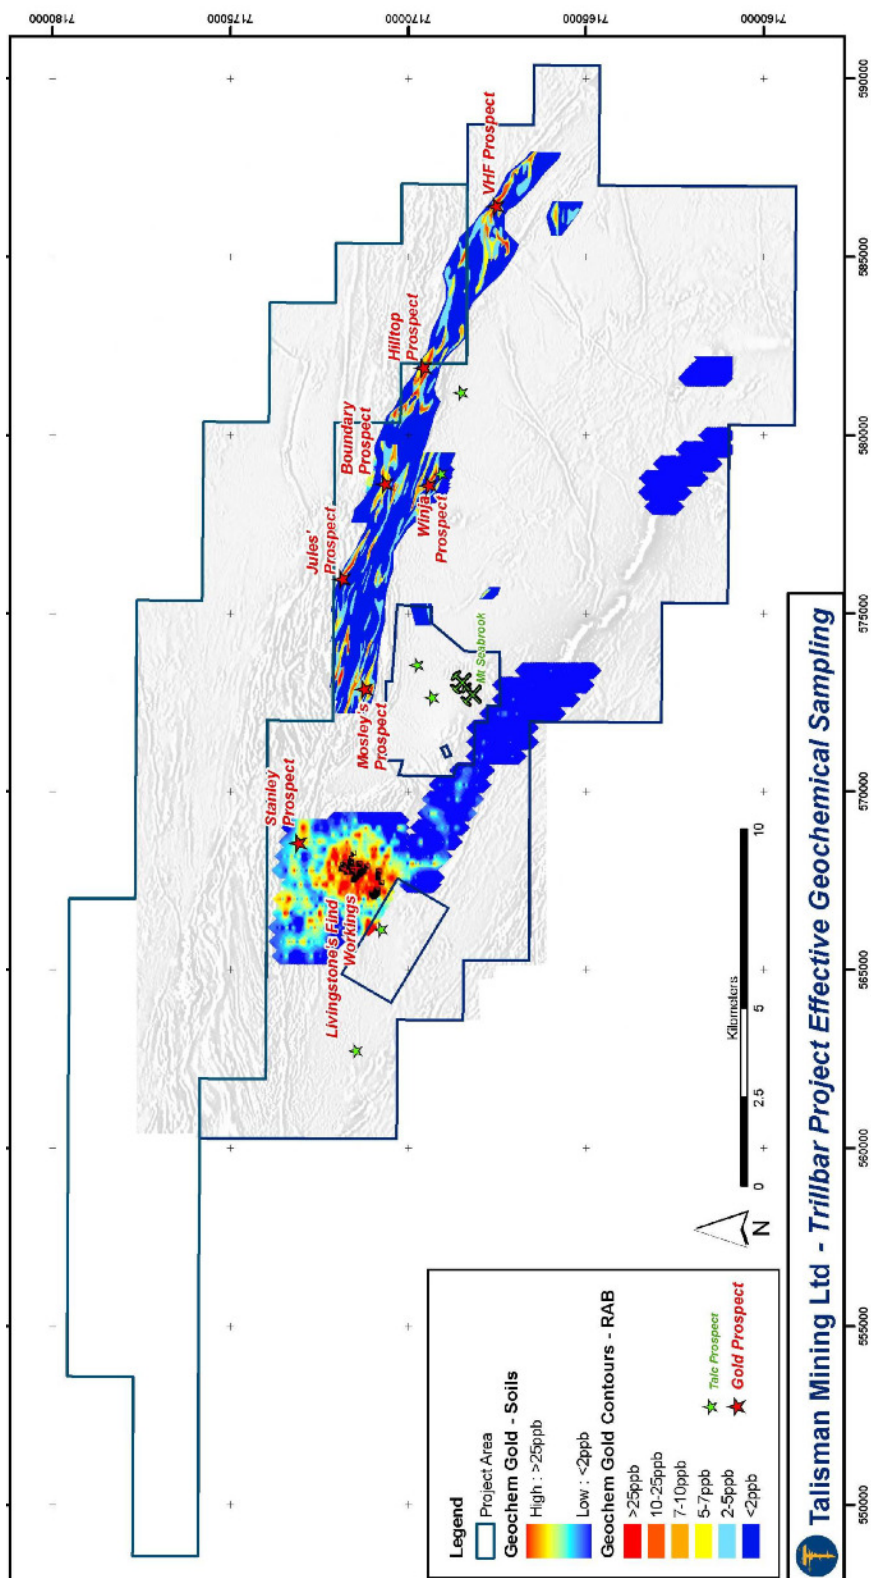 7180000
7175000
7170000
7165000
7160000
590000
585000
580000
575000
570000
565000
560000
555000
550000
VHF Prospect
Hilltop
Prospect
Boundary
Prospect
Winja
Prospect
Jules'
Prospect
Mosley's
Prospect
Mt Seabrook
Stanley
Prospect
Livingstone's Find
Workings
Kilometers
0
2.5
5
10
N
Legend
Project Area
Geochem Gold - Soils
High : >25ppb
Low : <2ppb
Geochem Gold Contours - RAB
>25ppb
10-25ppb
7-10ppb
5-7ppb
2-5ppb
<2ppb
Talc Prospect
Gold Prospect
Talisman Mining Ltd - Trillbar Project Effective Geochemical Sampling